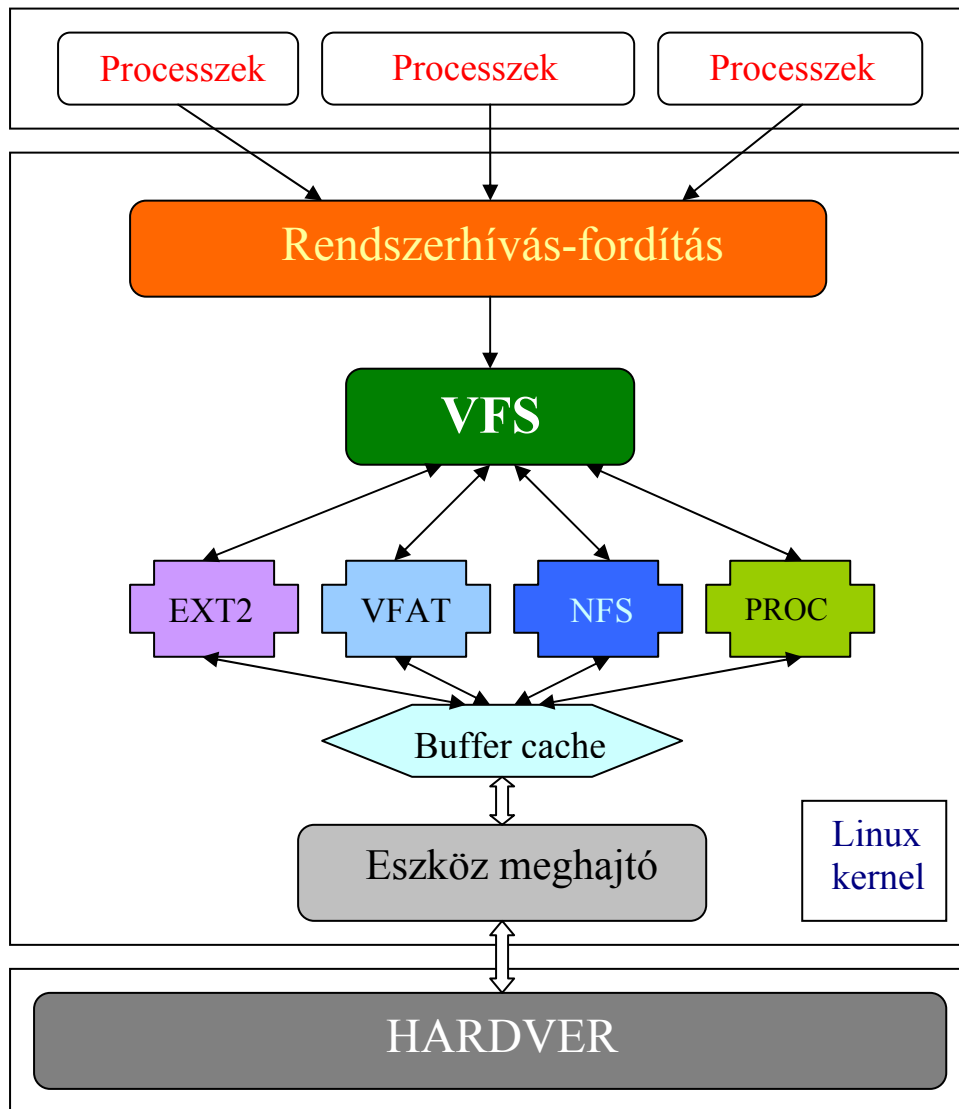 Processzek
Processzek
Processzek
Rendszerhívás-fordítás
VFS
EXT2
VFAT
NFS
PROC
Buffer cache
Eszköz meghajtó
Linux
kernel
HARDVER